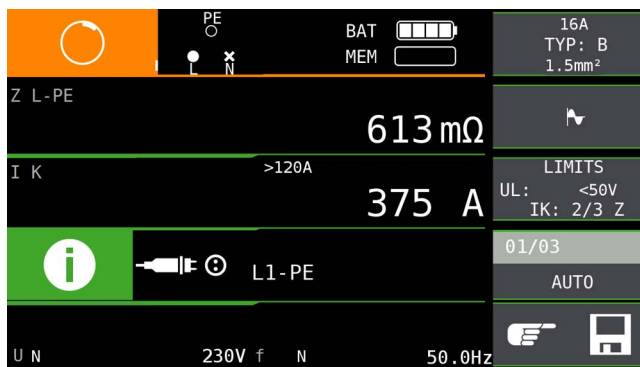 PE
L N
BAT
MEM
16A
TYP: B
1.5mm²
Z L-PE
613 mΩ
I K >120A
375 A
LIMITS
UL: <50V
IK: 2/3 Z
01/03
AUTO
i
L1-PE
U N 230V f N 50.0Hz